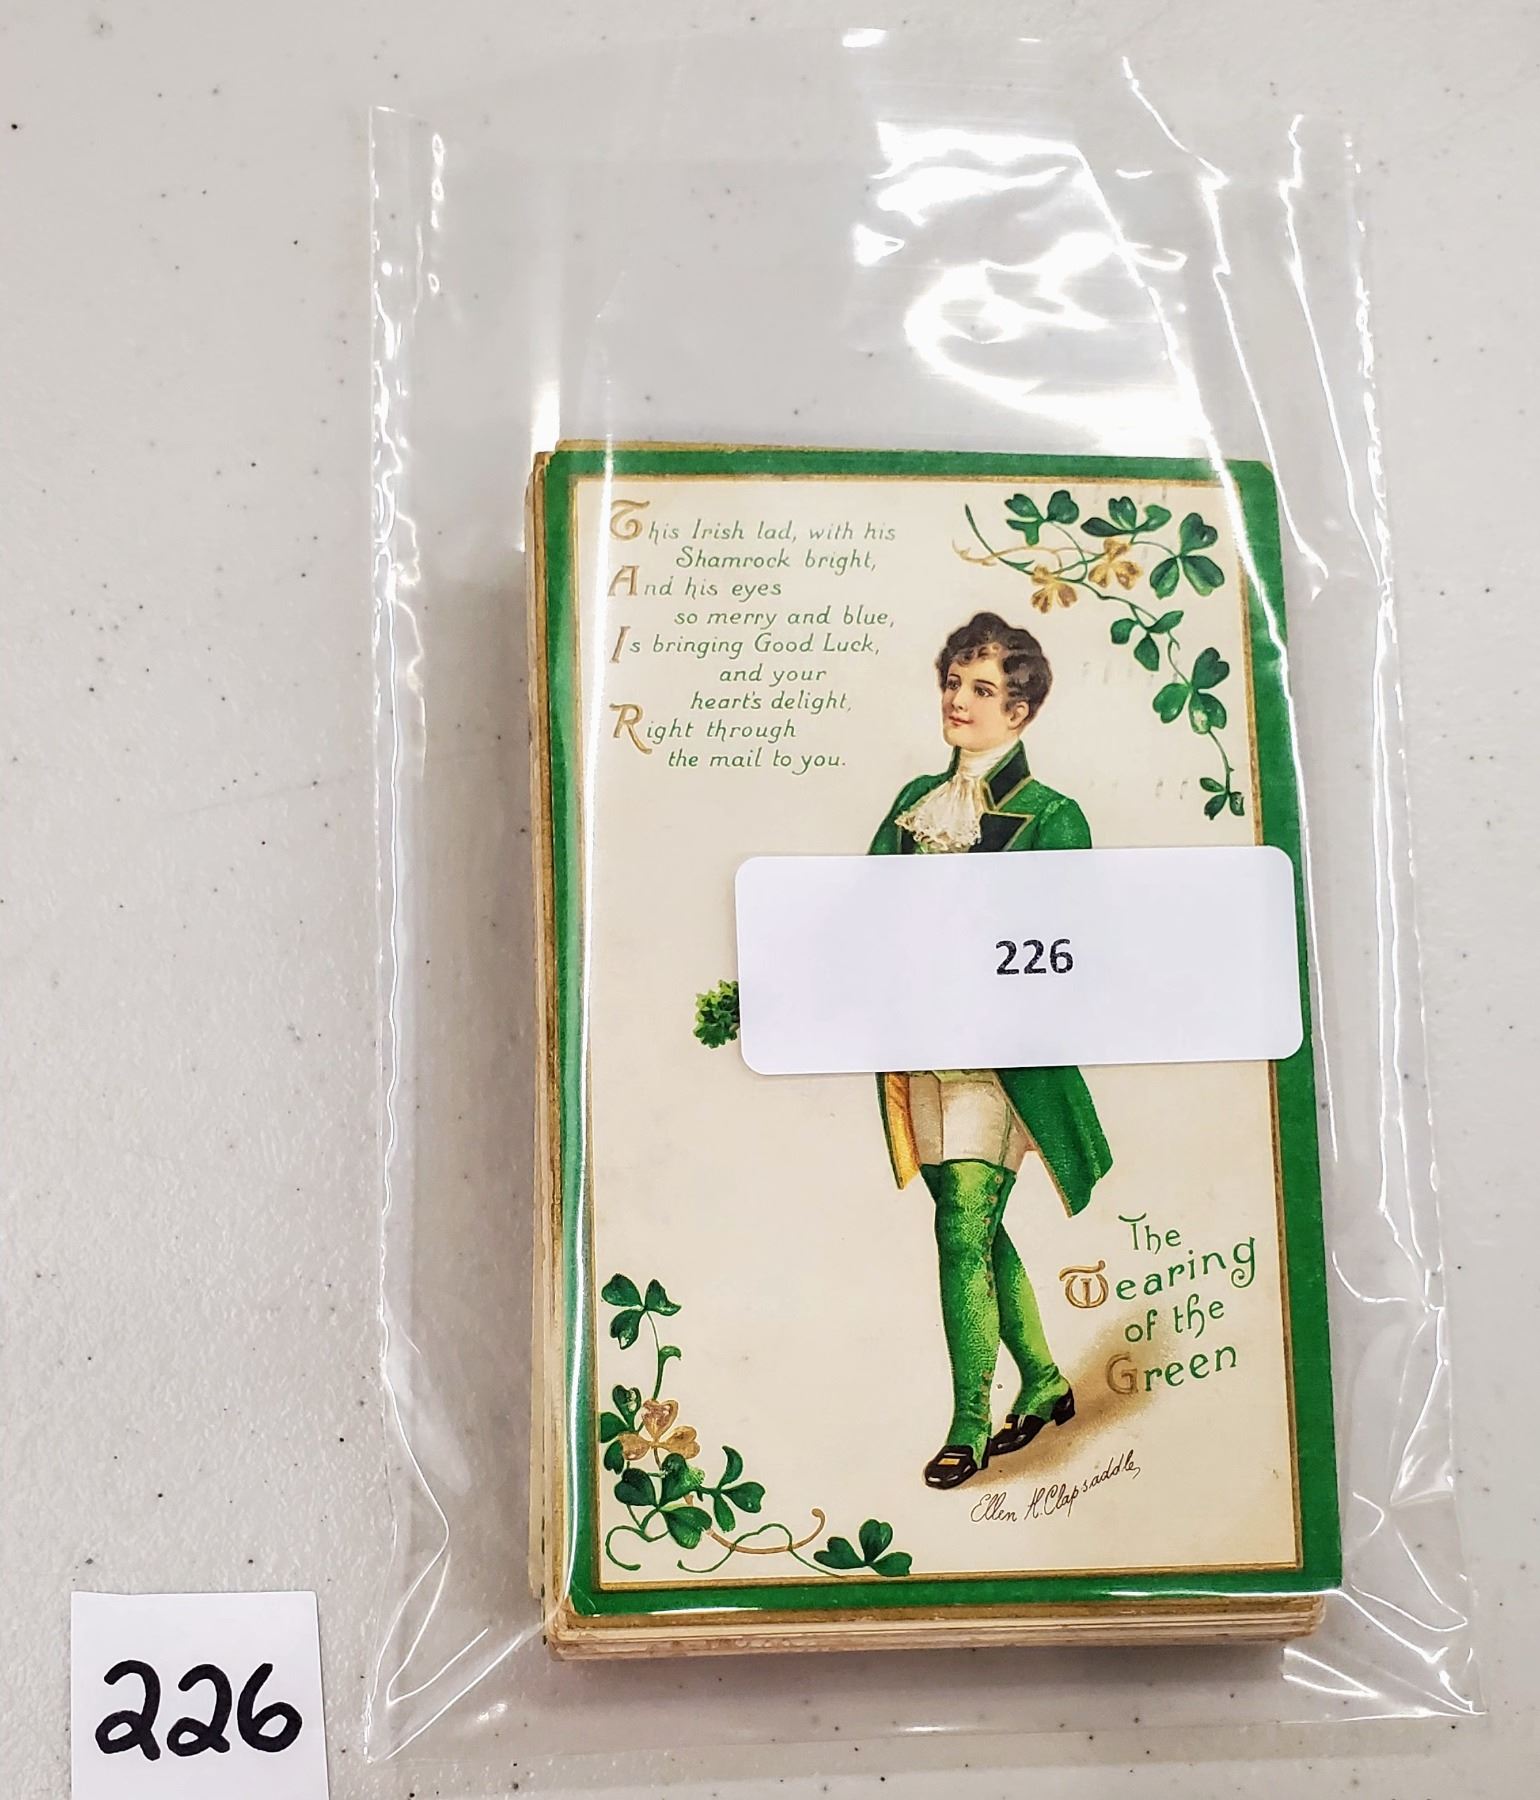 This Irish lad, with his
Shamrock bright,
And his eyes
so merry and blue,
Is bringing Good Luck,
and your
heart's delight,
Right through
the mail to you.
226
The
Wearing
of the
Green
Ellen H. Clapsaddle
226